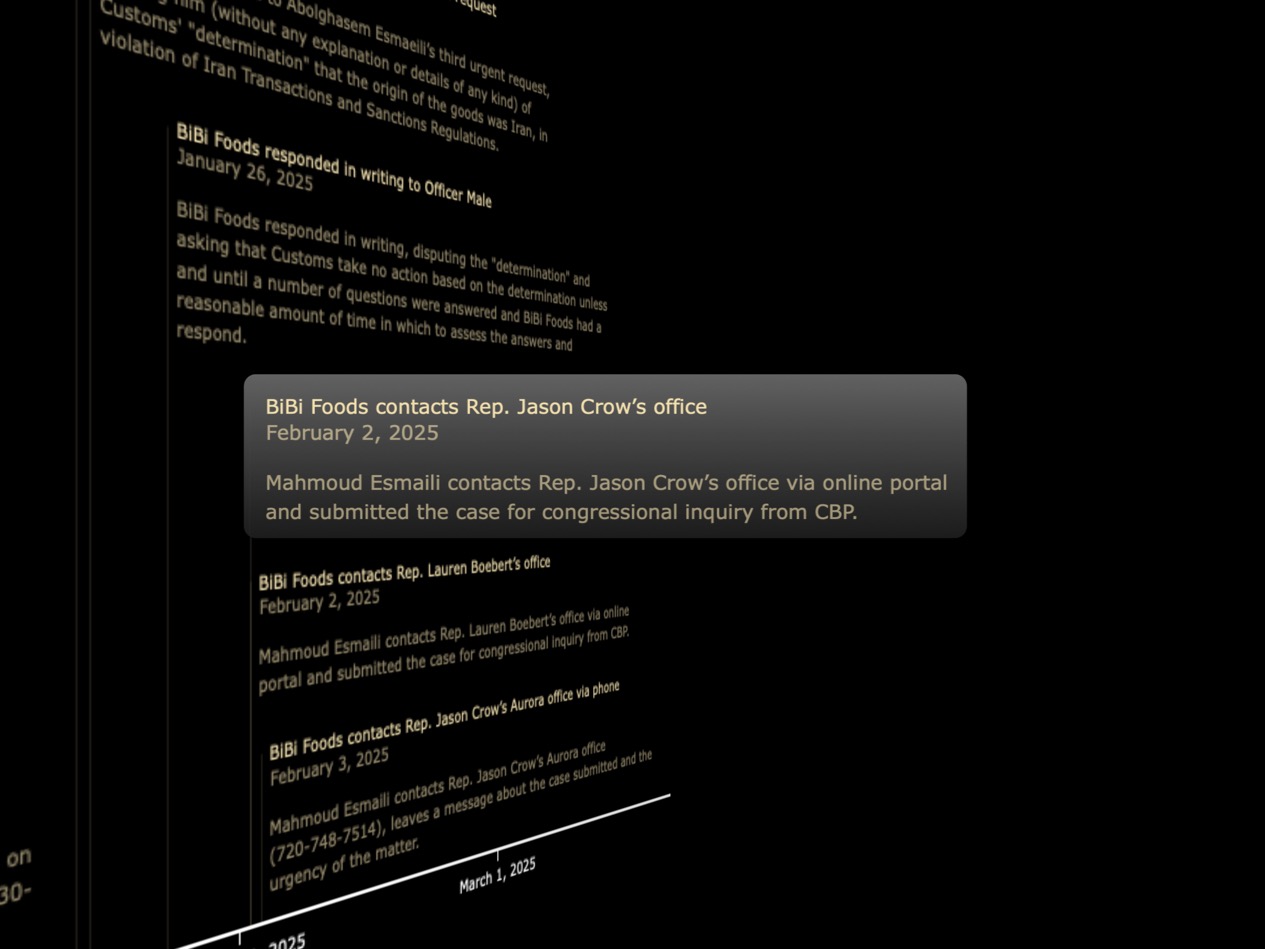 request
to Abolghasem Esmaeili's third urgent request,
him (without any explanation or details of any kind) of
Customs' "determination" that the origin of the goods was Iran, in
violation of Iran Transactions and Sanctions Regulations.
BiBi Foods responded in writing to Officer Male
January 26, 2025
BiBi Foods responded in writing, disputing the "determination" and
asking that Customs take no action based on the determination unless
and until a number of questions were answered and BiBi Foods had a
reasonable amount of time in which to assess the answers and
respond.
BiBi Foods contacts Rep. Jason Crow’s office
February 2, 2025
Mahmoud Esmaili contacts Rep. Jason Crow’s office via online portal
and submitted the case for congressional inquiry from CBP.
BiBi Foods contacts Rep. Lauren Boebert’s office
February 2, 2025
Mahmoud Esmaili contacts Rep. Lauren Boebert’s office via online
portal and submitted the case for congressional inquiry from CBP.
BiBi Foods contacts Rep. Jason Crow’s Aurora office via phone
February 3, 2025
Mahmoud Esmaili contacts Rep. Jason Crow’s Aurora office
(720-748-7514), leaves a message about the case submitted and the
urgency of the matter.
on
30-
March 1, 2025
2025